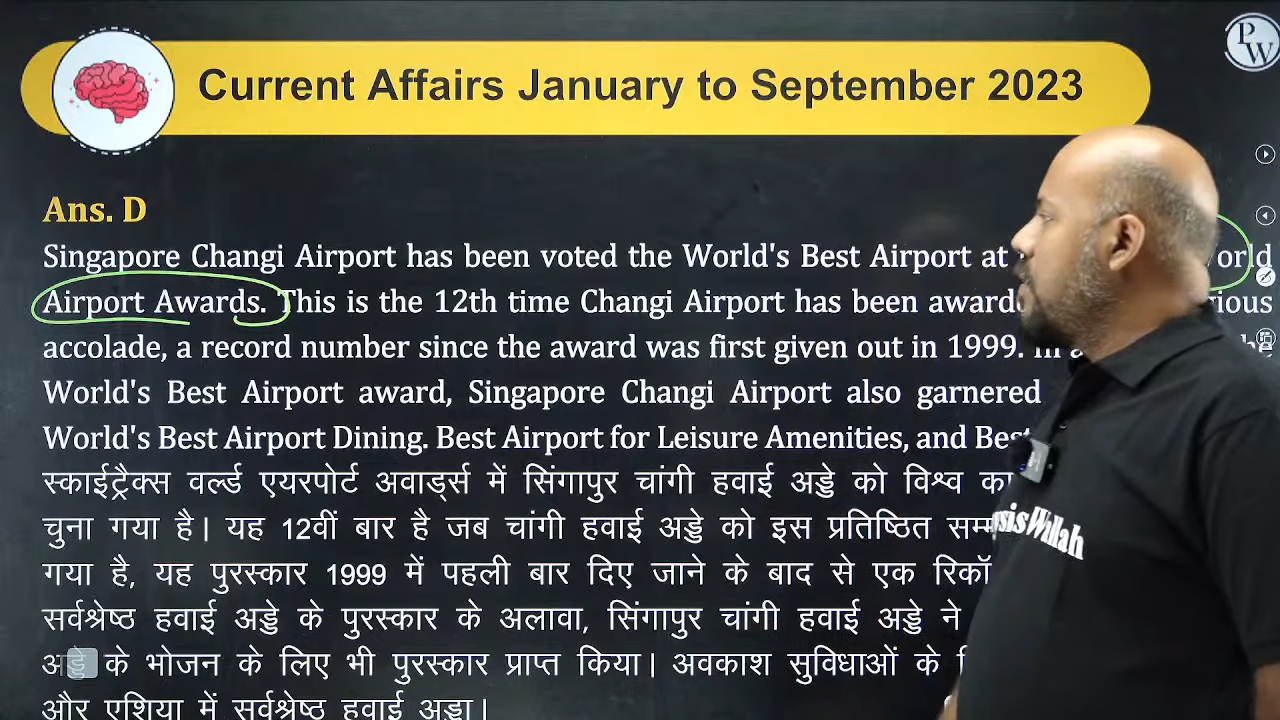 PW
Current Affairs January to September 2023
Ans. D
Singapore Changi Airport has been voted the World's Best Airport at
Airport Awards. This is the 12th time Changi Airport has been
accolade, a record number since the award was first given out in 1999.
World's Best Airport award, Singapore Changi Airport also garnered
World's Best Airport Dining. Best Airport for Leisure Amenities, and
स्काईट्रैक्स वर्ल्ड एयरपोर्ट अवार्ड्स में सिंगापुर चांगी हवाई अड्डे को विश्व
चुना गया है। यह 12वीं बार है जब चांगी हवाई अड्डे को इस प्रतिष्ठित
गया है, यह पुरस्कार 1999 में पहली बार दिए जाने के बाद से एक
सर्वश्रेष्ठ हवाई अड्डे के पुरस्कार के अलावा, सिंगापुर चांगी हवाई अड्डे ने
अड्डे के भोजन के लिए भी पुरस्कार प्राप्त किया। अवकाश सुविधाओं के
और एशिया में सर्वश्रेष्ठ हवाई अड्डा।